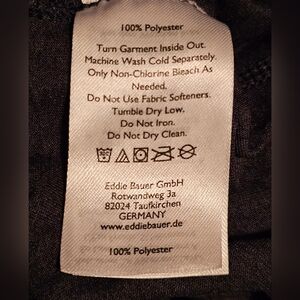 100% Polyester
Turn Garment Inside Out.
Machine Wash Cold Separately.
Only Non-Chlorine Bleach As
Needed.
Do Not Use Fabric Softeners.
Tumble Dry Low.
Do Not Iron.
Do Not Dry Clean.
Eddie Bauer GmbH
Rotwandweg 3a
82024 Taufkirchen
GERMANY
www.eddiebauer.de
100% Polyester